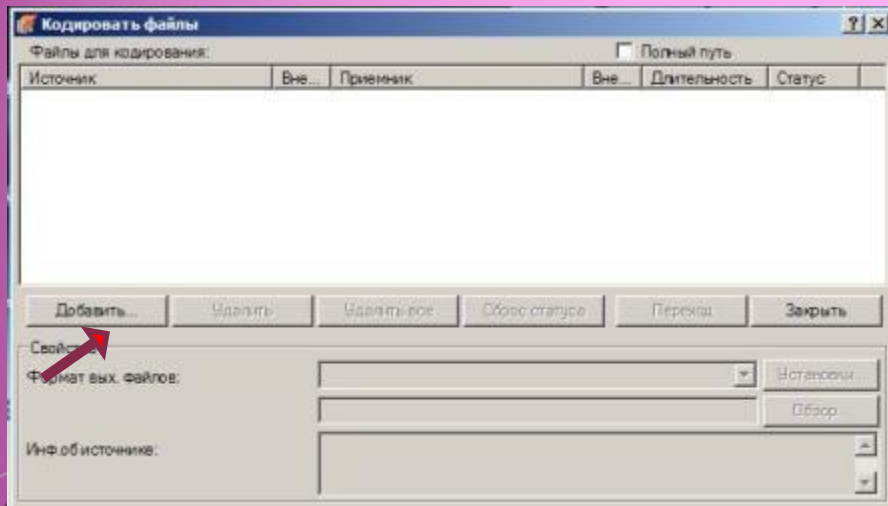 Кодировать файлы
Файлы для кодирования:
Полный путь
Источник Вне... Приемник Вне... Длительность Статус
Добавить... Удалить Удалить все Сброс статуса Переход Закрыть
Свойства
Формат вых. файлов:
Установки...
Обзор...
Инф.об источнике: